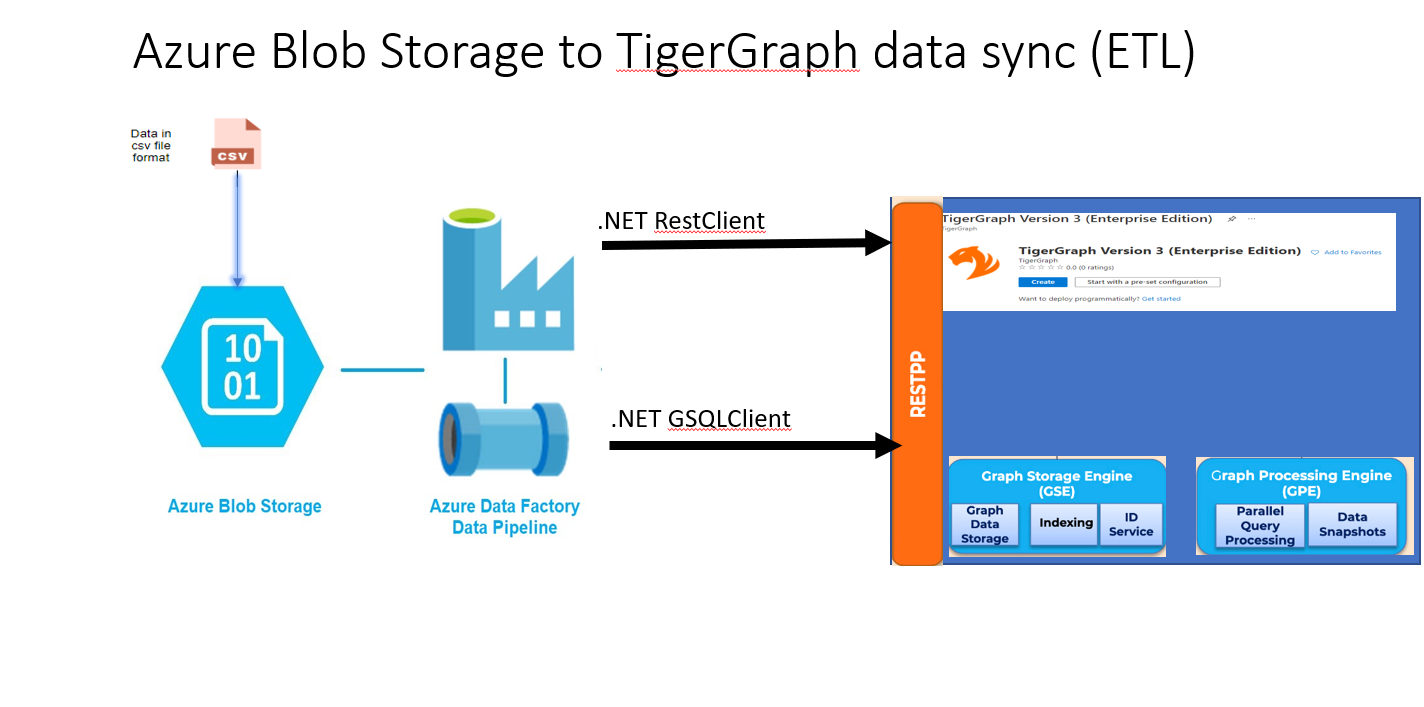 Azure Blob Storage to TigerGraph data sync (ETL)
Data in
csv file
format
CSV
.NET RestClient
TigerGraph Version 3 (Enterprise Edition)
TigerGraph
TigerGraph Version 3 (Enterprise Edition)
Add to Favorites
TigerGraph
0.0 (0 ratings)
Create
Start with a pre-set configuration
Want to deploy programmatically? Get started
10
01
RESTPP
.NET GSQLClient
Azure Blob Storage
Azure Data Factory
Data Pipeline
Graph Storage Engine
(GSE)
Graph
Data
Storage
Indexing
ID
Service
Graph Processing Engine
(GPE)
Parallel
Query
Processing
Data
Snapshots